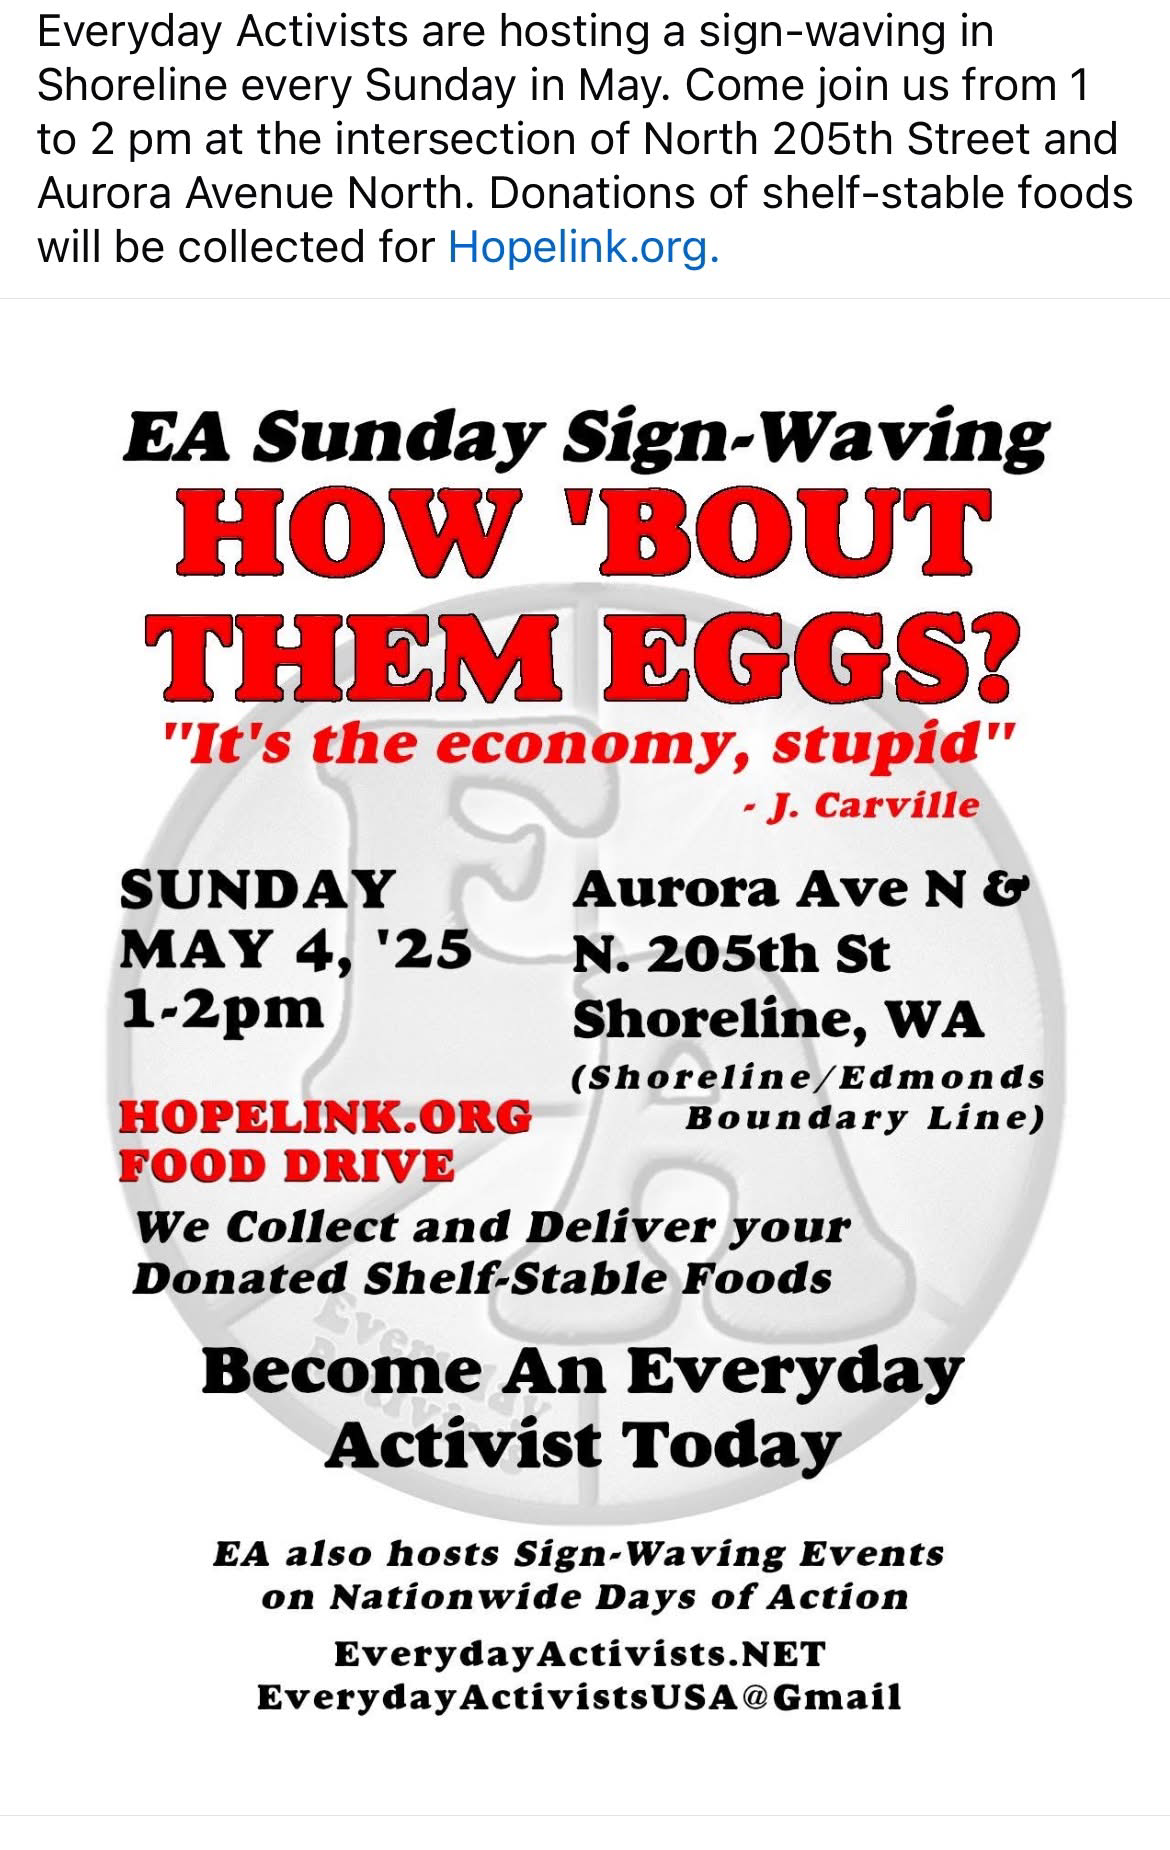 Everyday Activists are hosting a sign-waving in
Shoreline every Sunday in May. Come join us from 1
to 2 pm at the intersection of North 205th Street and
Aurora Avenue North. Donations of shelf-stable foods
will be collected for Hopelink.org.
EA Sunday Sign-Waving
HOW 'BOUT
THEM EGGS?
"It's the economy, stupid"
- J. Carville
SUNDAY
MAY 4, '25
1-2pm
Aurora Ave N &
N. 205th St
Shoreline, WA
(Shoreline/Edmonds
Boundary Line)
HOPELINK.ORG
FOOD DRIVE
We Collect and Deliver your
Donated Shelf-Stable Foods
EA
Everyday
Activists
Become An Everyday
Activist Today
EA also hosts Sign-Waving Events
on Nationwide Days of Action
EverydayActivists.NET
EverydayActivistsUSA@Gmail